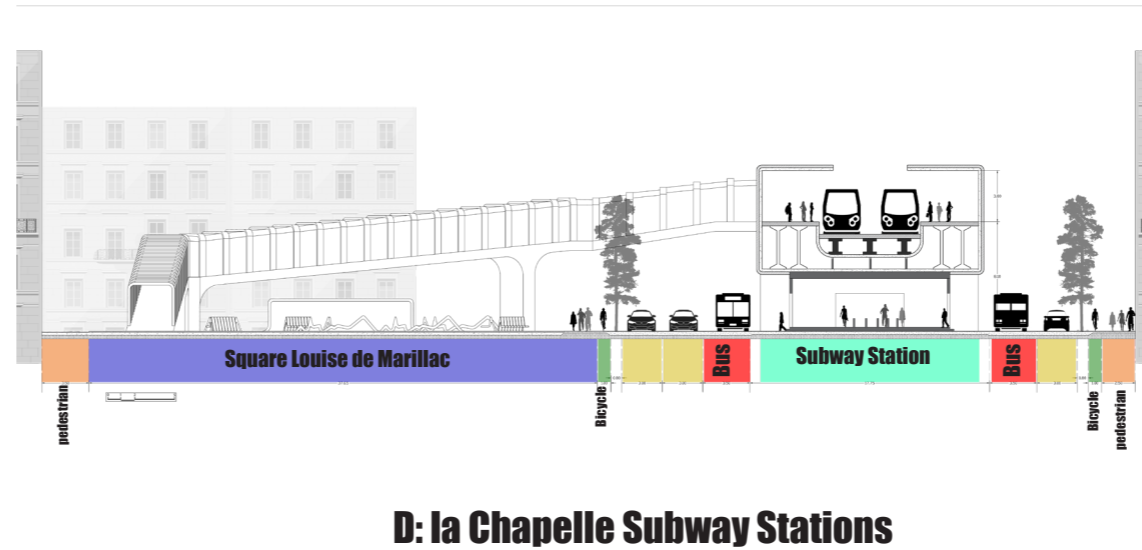 Square Louise de Marillac
Bus
Subway Station
Bus
pedestrian
Bicycle
Bicycle
pedestrian
D: la Chapelle Subway Stations